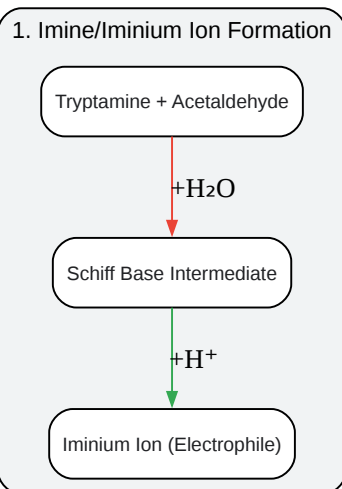 1. Imine/Iminium Ion Formation
Tryptamine + Acetaldehyde
+H₂O
Schiff Base Intermediate
+H⁺
Iminium Ion (Electrophile)